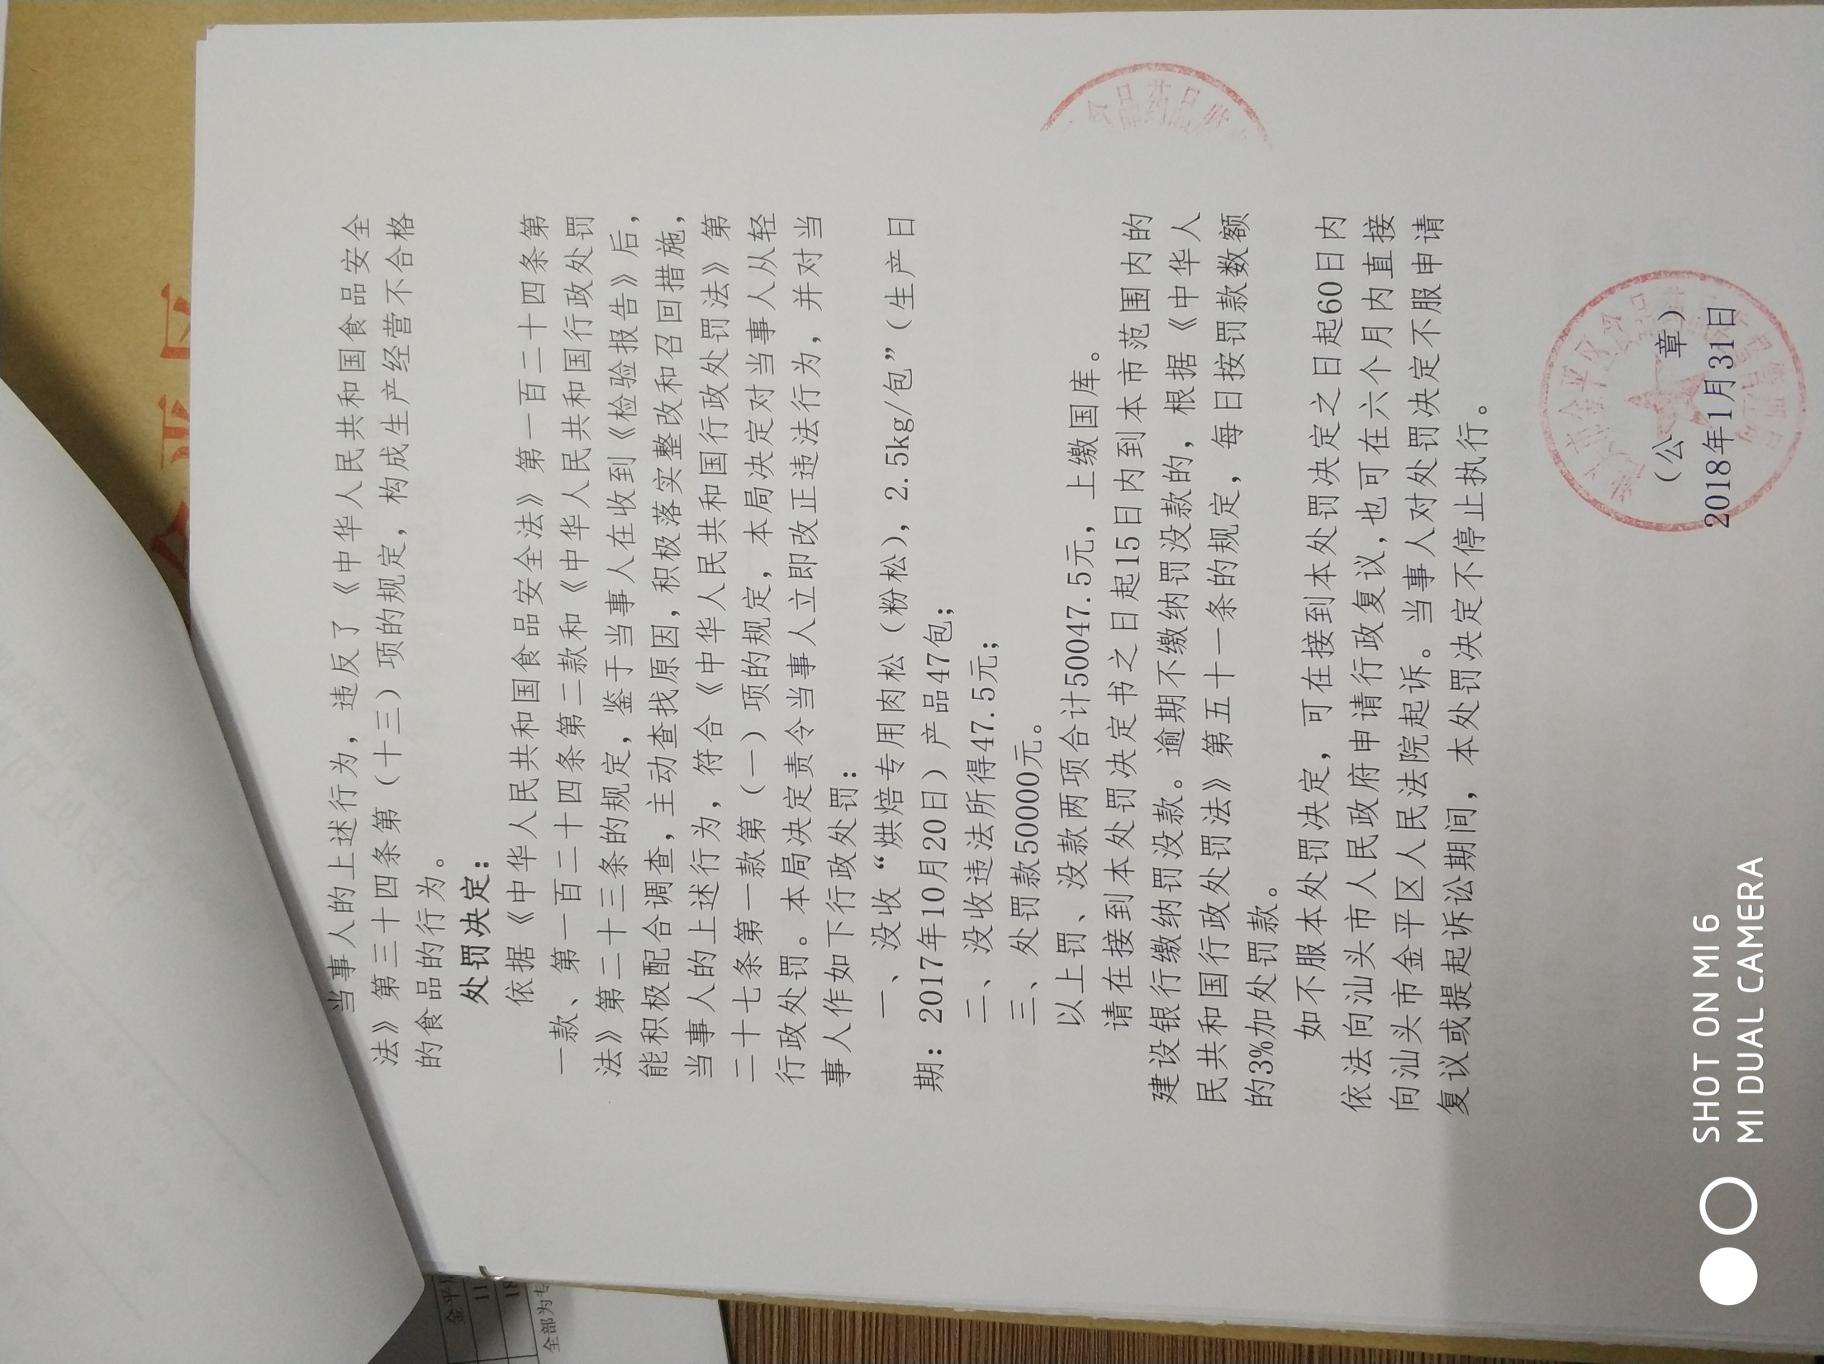 当事人的上述行为，违反了《中华人民共和国食品安全
法》第三十四条第（十三）项的规定，构成生产经营不合格
的食品的行为。
处罚决定：
依据《中华人民共和国食品安全法》第一百二十四条第
一款、第一百二十四条第二款和《中华人民共和国行政处罚
法》第二十三条的规定，鉴于当事人在收到《检验报告》后，
能积极配合调查，主动查找原因，积极落实整改和召回措施，
当事人的上述行为，符合《中华人民共和国行政处罚法》第
二十七条第一款第（一）项的规定，本局决定对当事人从轻
行政处罚。本局决定责令当事人立即改正违法行为，并对当
事人作如下行政处罚：
一、没收“烘焙专用肉松（粉松），2.5kg/包”（生产日
期：2017年10月20日）产品47包；
二、没收违法所得47.5元；
三、处罚款50000元。
以上罚、没款两项合计50047.5元，上缴国库。
请在接到本处罚决定书之日起15日内到本市范围内的
建设银行缴纳罚没款。逾期不缴纳罚没款的，根据《中华人
民共和国行政处罚法》第五十一条的规定，每日按罚款数额
的3%加处罚款。
如不服本处罚决定，可在接到本处罚决定之日起60日内
依法向汕头市人民政府申请行政复议，也可在六个月内直接
向汕头市金平区人民法院起诉。当事人对处罚决定不服申请
复议或提起诉讼期间，本处罚决定不停止执行。
（公 章）
2018年1月31日
食品药品
金平区
金平
11
18
全部为专
SHOT ON MI 6
MI DUAL CAMERA